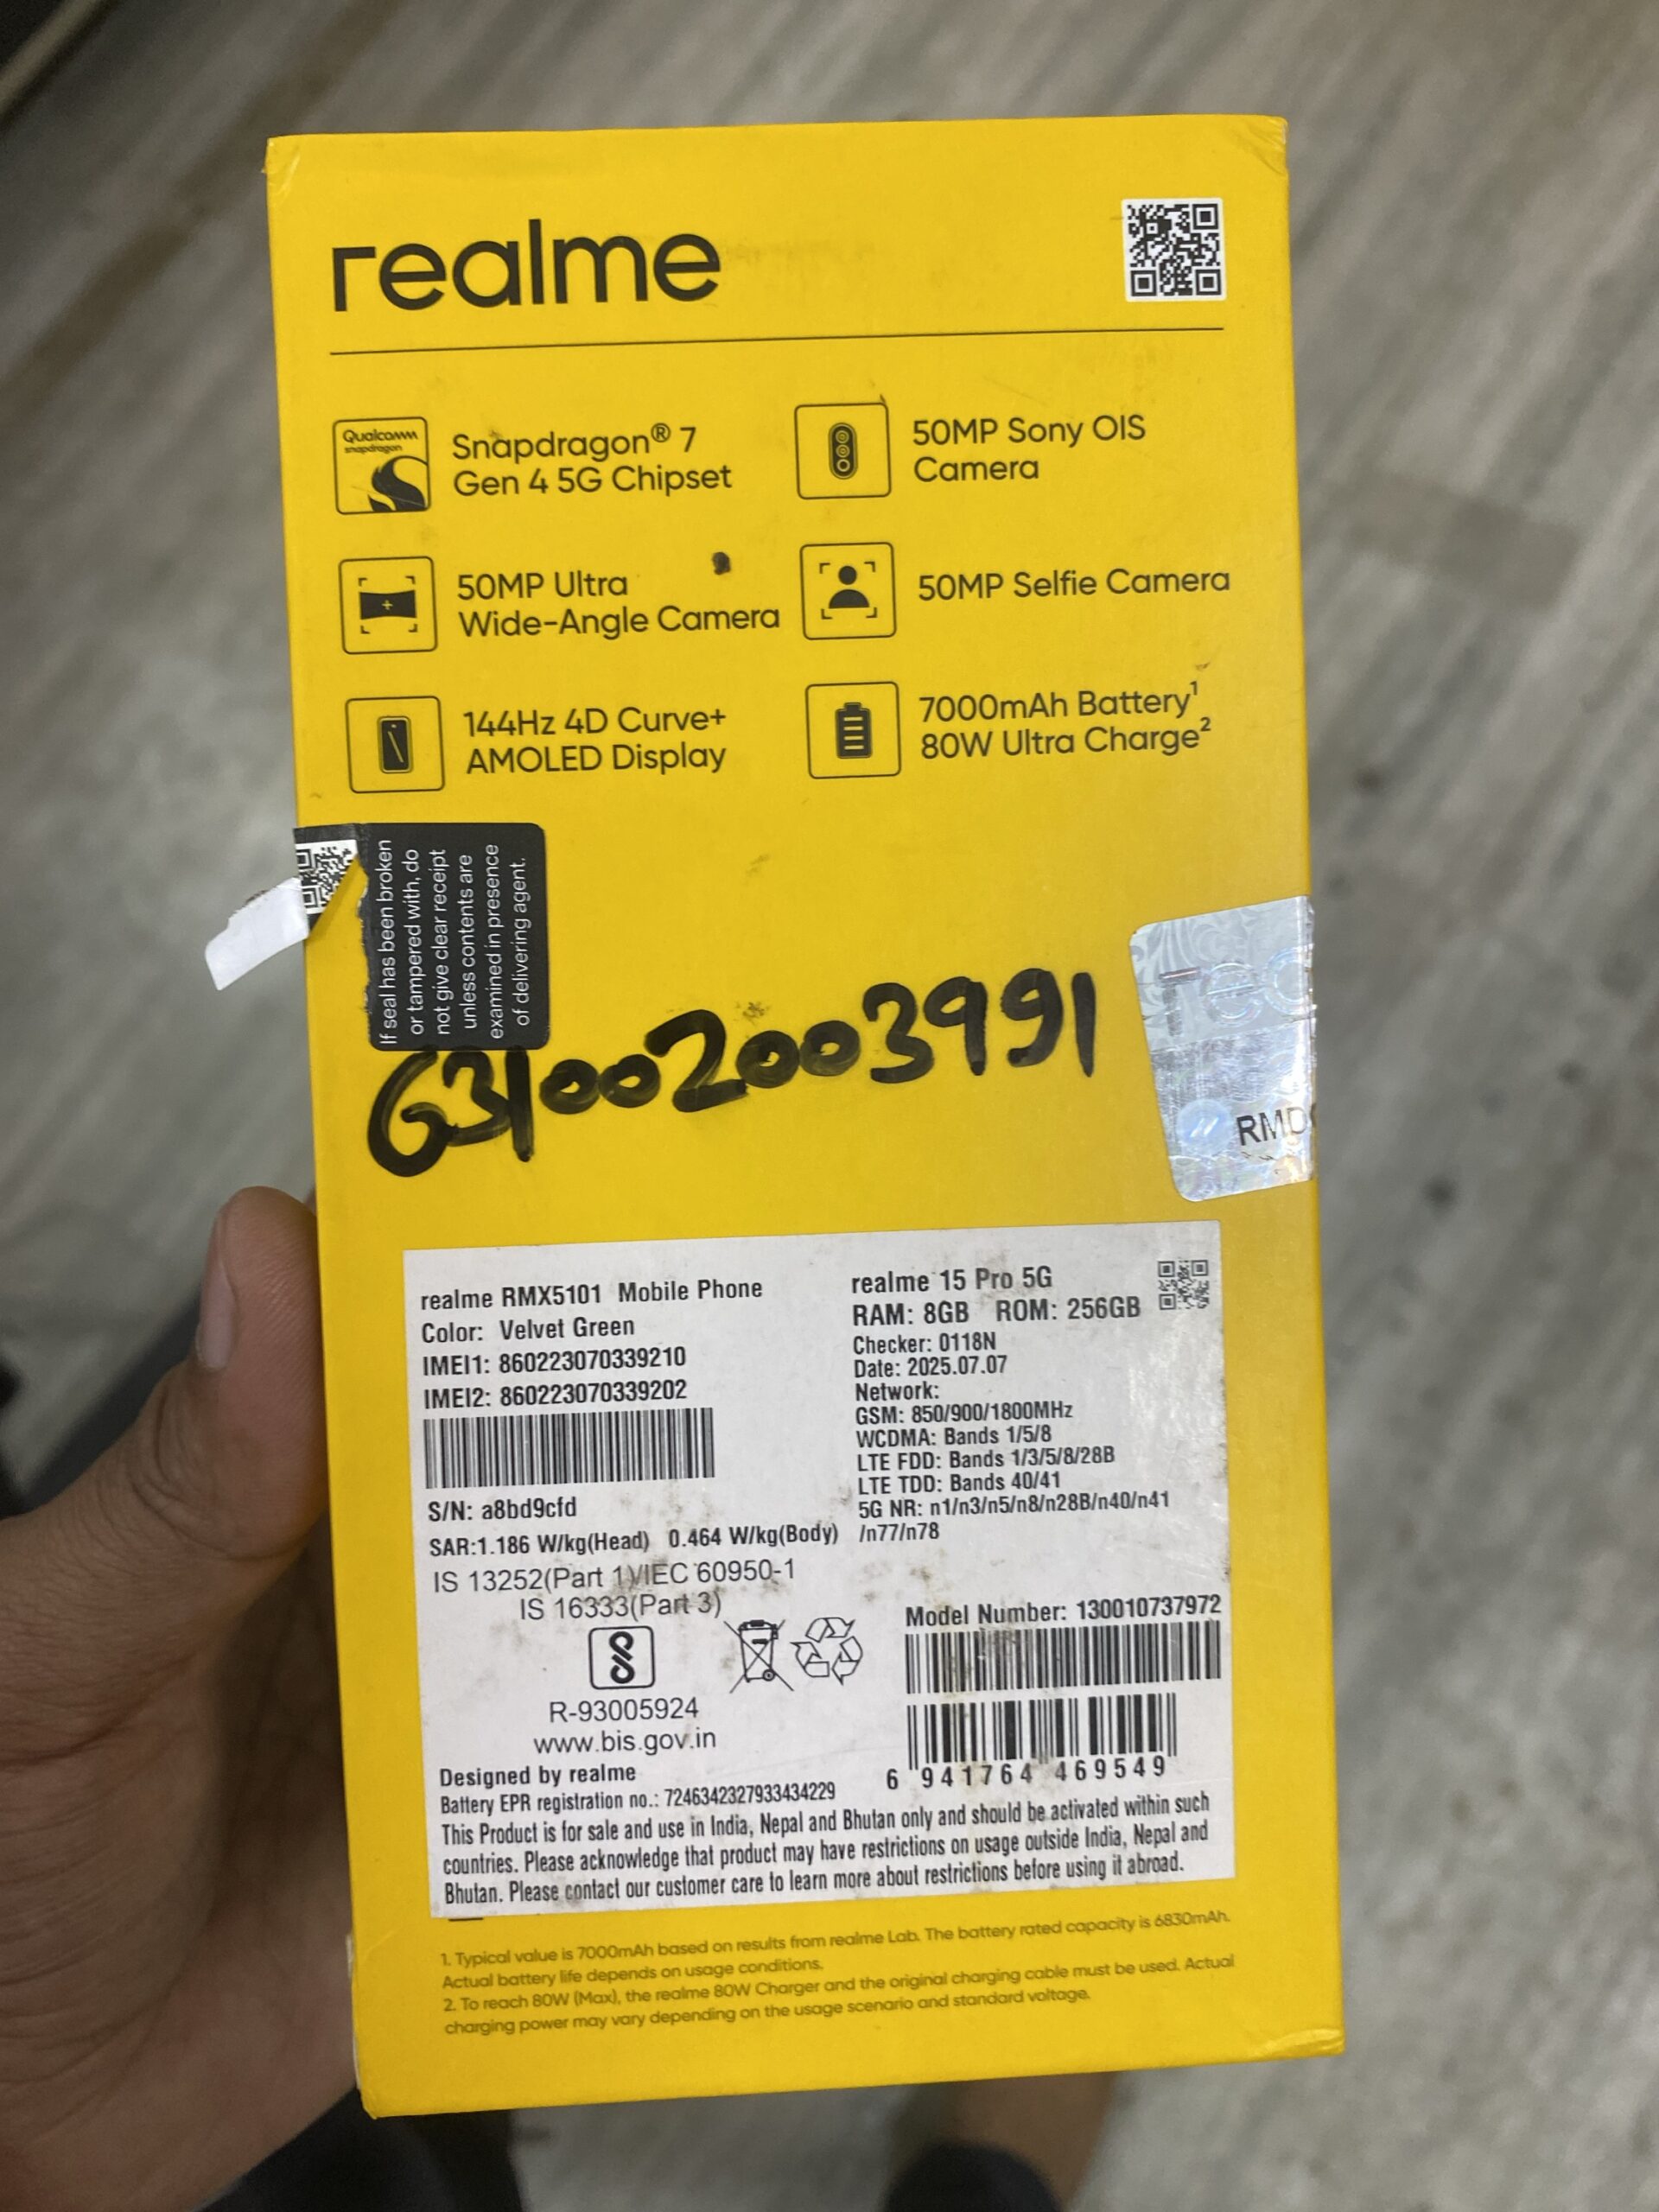 realme
Qualcomm
snapdragon
Snapdragon® 7
Gen 4 5G Chipset
50MP Sony OIS
Camera
50MP Ultra
Wide-Angle Camera
50MP Selfie Camera
144Hz 4D Curve+
AMOLED Display
7000mAh Battery¹
80W Ultra Charge²
If seal has been broken
or tampered with, do
not give clear receipt
unless contents are
examined in presence
of delivering agent.
G31002003991
realme RMX5101 Mobile Phone
Color: Velvet Green
IMEI1: 860223070339210
IMEI2: 860223070339202
S/N: a8bd9cfd
SAR:1.186 W/kg(Head) 0.464 W/kg(Body)
IS 13252(Part 1)/IEC 60950-1
IS 16333(Part 3)
R-93005924
www.bis.gov.in
realme 15 Pro 5G
RAM: 8GB ROM: 256GB
Checker: 0118N
Date: 2025.07.07
Network:
GSM: 850/900/1800MHz
WCDMA: Bands 1/5/8
LTE FDD: Bands 1/3/5/8/28B
LTE TDD: Bands 40/41
5G NR: n1/n3/n5/n8/n28B/n40/n41
/n77/n78
Model Number: 130010737972
6 941764 469549
Designed by realme
Battery EPR registration no.: 7246342327933434229
This Product is for sale and use in India, Nepal and Bhutan only and should be activated within such
countries. Please acknowledge that product may have restrictions on usage outside India, Nepal and
Bhutan. Please contact our customer care to learn more about restrictions before using it abroad.
1. Typical value is 7000mAh based on results from realme Lab. The battery rated capacity is 6830mAh.
Actual battery life depends on usage conditions.
2. To reach 80W (Max), the realme 80W Charger and the original charging cable must be used. Actual
charging power may vary depending on the usage scenario and standard voltage.